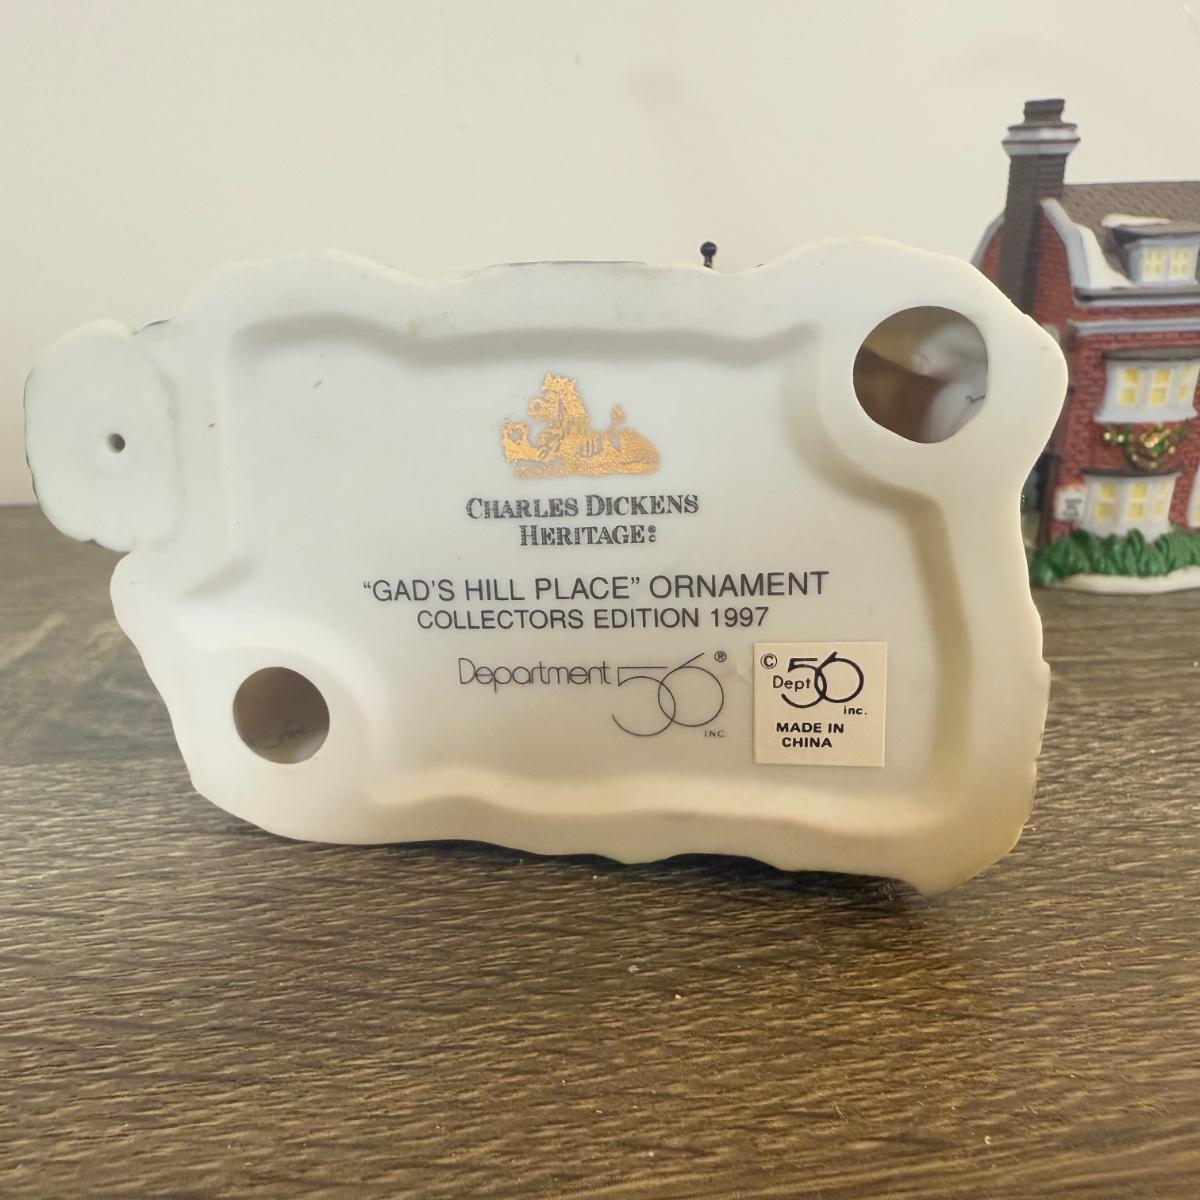 CHARLES DICKENS
HERITAGE®©
"GAD'S HILL PLACE" ORNAMENT
COLLECTORS EDITION 1997
Department 56 ®
INC
© Dept 56
inc.
MADE IN
CHINA